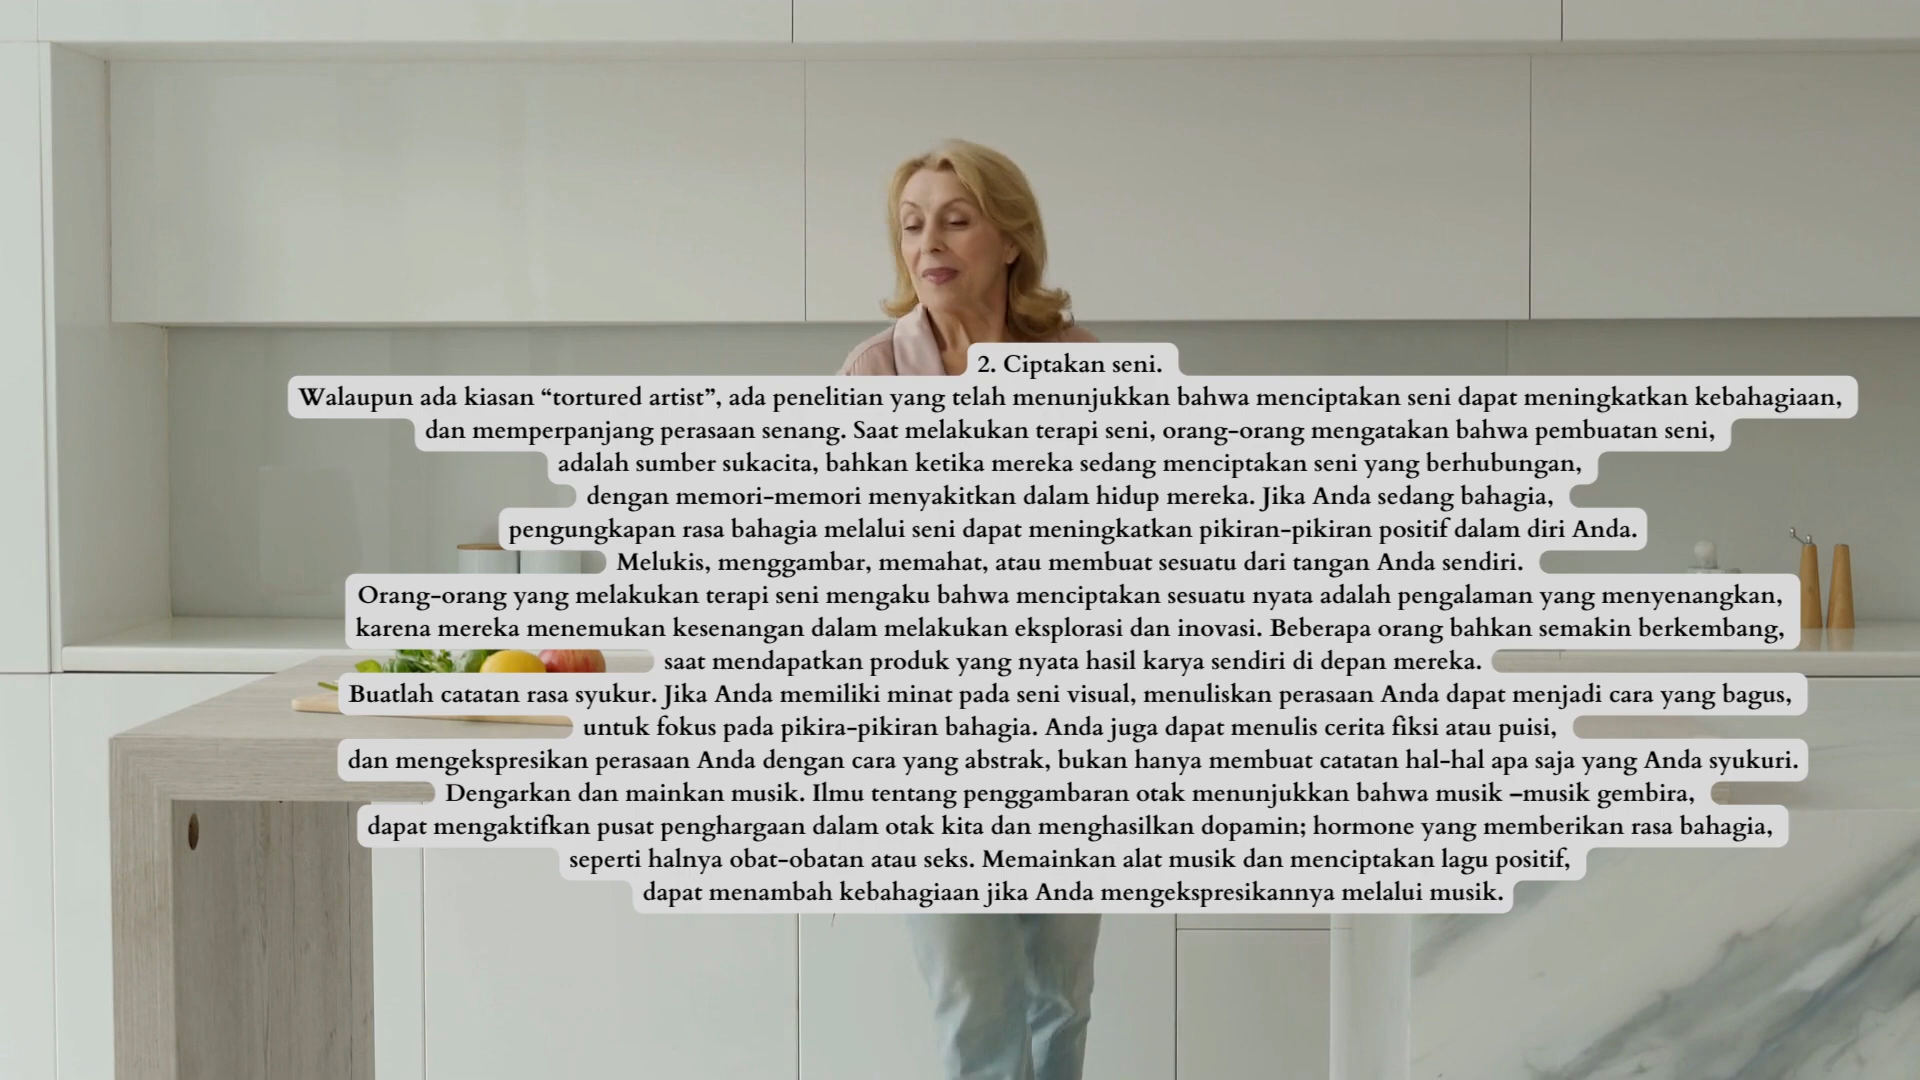 2. Ciptakan seni.
Walaupun ada kiasan “tortured artist”, ada penelitian yang telah menunjukkan bahwa menciptakan seni dapat meningkatkan kebahagiaan,
dan memperpanjang perasaan senang. Saat melakukan terapi seni, orang-orang mengatakan bahwa pembuatan seni,
adalah sumber sukacita, bahkan ketika mereka sedang menciptakan seni yang berhubungan,
dengan memori-memori menyakitkan dalam hidup mereka. Jika Anda sedang bahagia,
pengungkapan rasa bahagia melalui seni dapat meningkatkan pikiran-pikiran positif dalam diri Anda.
Melukis, menggambar, memahat, atau membuat sesuatu dari tangan Anda sendiri.
Orang-orang yang melakukan terapi seni mengaku bahwa menciptakan sesuatu nyata adalah pengalaman yang menyenangkan,
karena mereka menemukan kesenangan dalam melakukan eksplorasi dan inovasi. Beberapa orang bahkan semakin berkembang,
saat mendapatkan produk yang nyata hasil karya sendiri di depan mereka.
Buatlah catatan rasa syukur. Jika Anda memiliki minat pada seni visual, menuliskan perasaan Anda dapat menjadi cara yang bagus,
untuk fokus pada pikira-pikiran bahagia. Anda juga dapat menulis cerita fiksi atau puisi,
dan mengekspresikan perasaan Anda dengan cara yang abstrak, bukan hanya membuat catatan hal-hal apa saja yang Anda syukuri.
Dengarkan dan mainkan musik. Ilmu tentang penggambaran otak menunjukkan bahwa musik –musik gembira,
dapat mengaktifkan pusat penghargaan dalam otak kita dan menghasilkan dopamin; hormone yang memberikan rasa bahagia,
seperti halnya obat-obatan atau seks. Memainkan alat musik dan menciptakan lagu positif,
dapat menambah kebahagiaan jika Anda mengekspresikannya melalui musik.